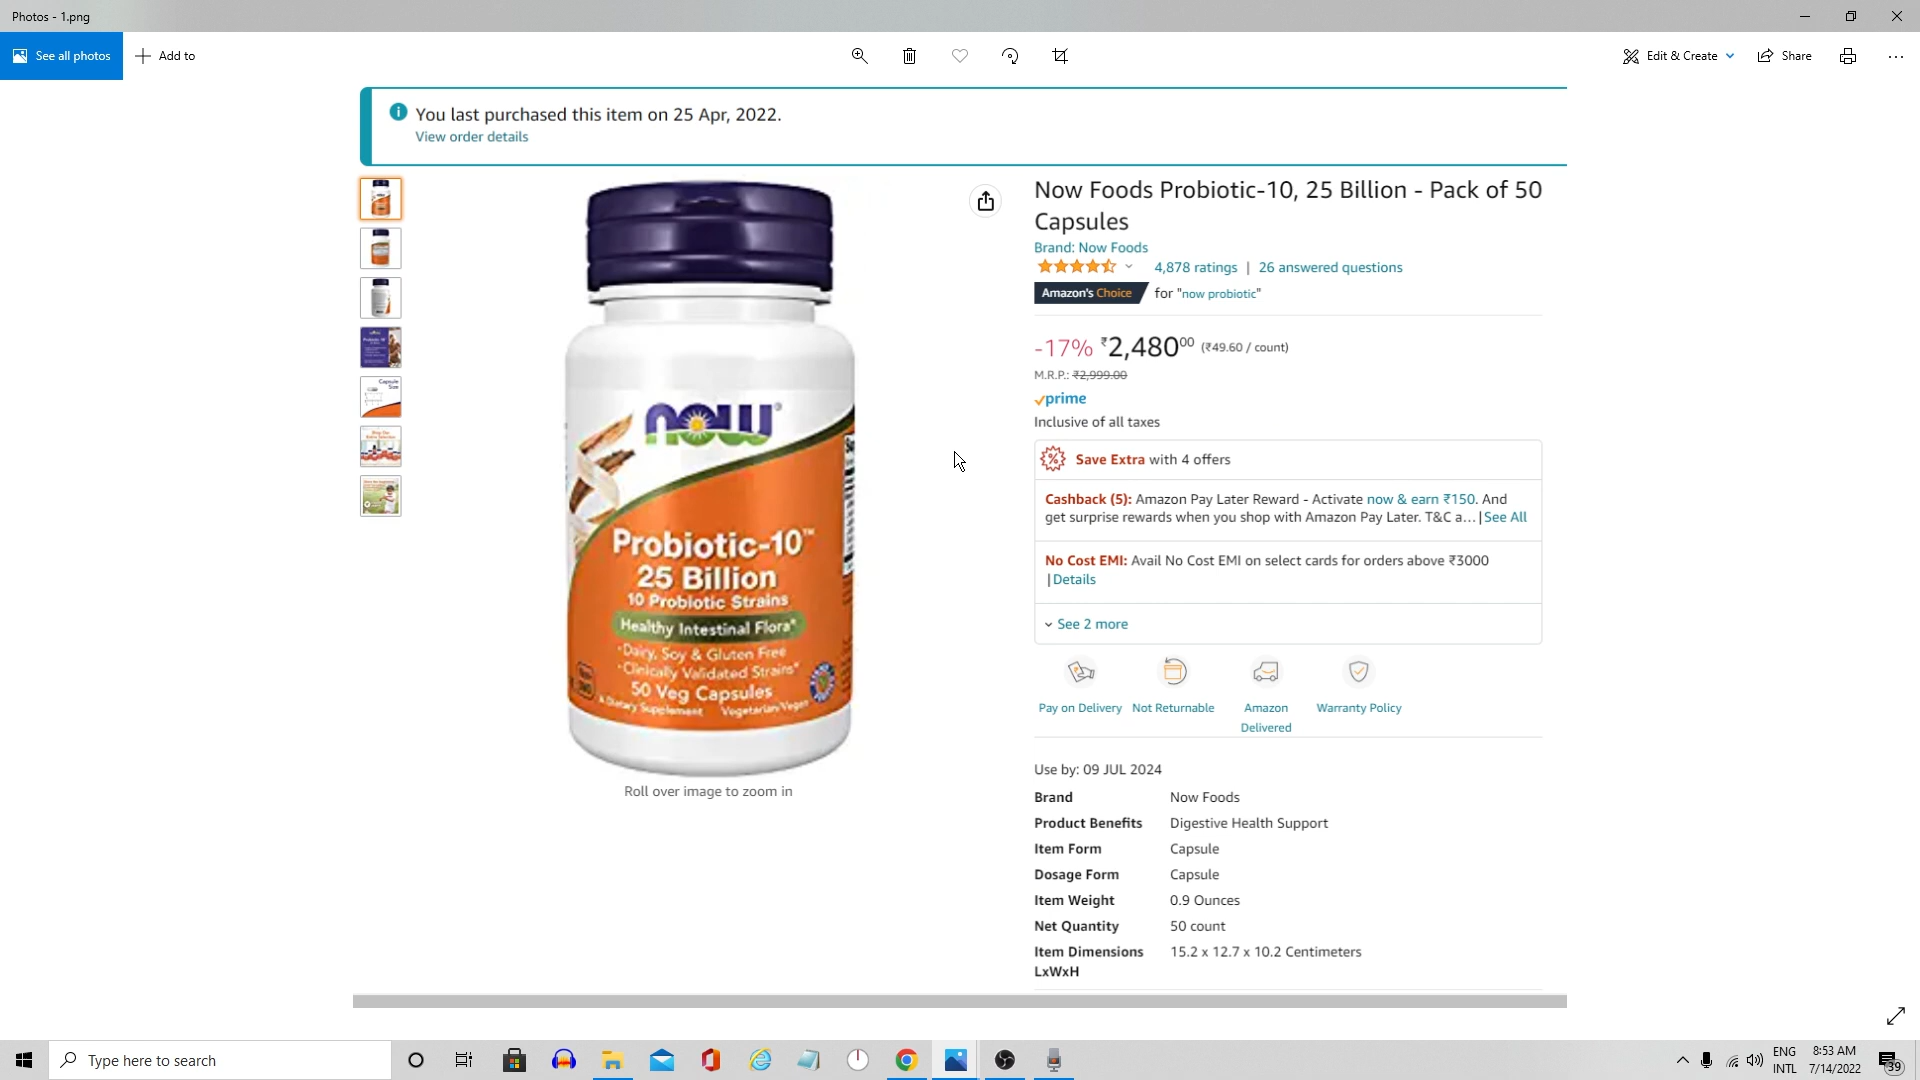 Photos - 1.png
See all photos
Add to
Edit & Create
Share
You last purchased this item on 25 Apr, 2022.
View order details
Now Foods Probiotic-10, 25 Billion - Pack of 50
Capsules
Brand: Now Foods
4,878 ratings | 26 answered questions
Amazon's Choice for "now probiotic"
-17% ₹2,480⁰⁰ (₹49.60 / count)
M.R.P.: ₹2,999.00
prime
Inclusive of all taxes
Save Extra with 4 offers
Cashback (5): Amazon Pay Later Reward - Activate now & earn ₹150. And
get surprise rewards when you shop with Amazon Pay Later. T&C a... | See All
No Cost EMI: Avail No Cost EMI on select cards for orders above ₹3000
| Details
See 2 more
Pay on Delivery
Not Returnable
Amazon
Delivered
Warranty Policy
Use by: 09 JUL 2024
Brand Now Foods
Product Benefits Digestive Health Support
Item Form Capsule
Dosage Form Capsule
Item Weight 0.9 Ounces
Net Quantity 50 count
Item Dimensions 15.2 x 12.7 x 10.2 Centimeters
LxWxH
now®
Probiotic-10™
25 Billion
10 Probiotic Strains
Healthy Intestinal Flora*
• Dairy, Soy & Gluten Free
• Clinically Validated Strains*
50 Veg Capsules
A Dietary Supplement Vegetarian/Vegan
Roll over image to zoom in
Type here to search
ENG
INTL
8:53 AM
7/14/2022
39